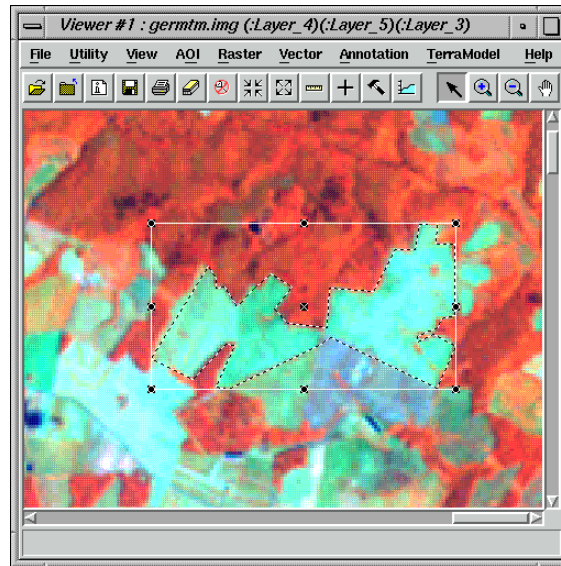 Viewer #1 : germtm.img (:Layer_4)(:Layer_5)(:Layer_3)
File Utility View AOI Raster Vector Annotation TerraModel Help